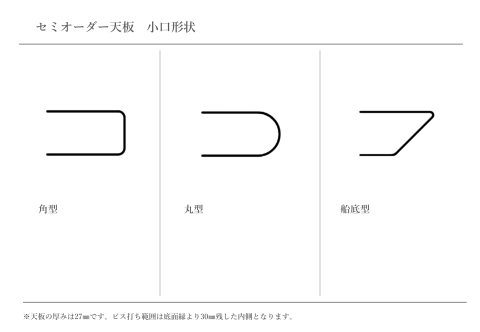 セミオーダー天板　小口形状
角型
丸型
船底型
※天板の厚みは27㎜です。ビス打ち範囲は底面縁より30㎜残した内側となります。